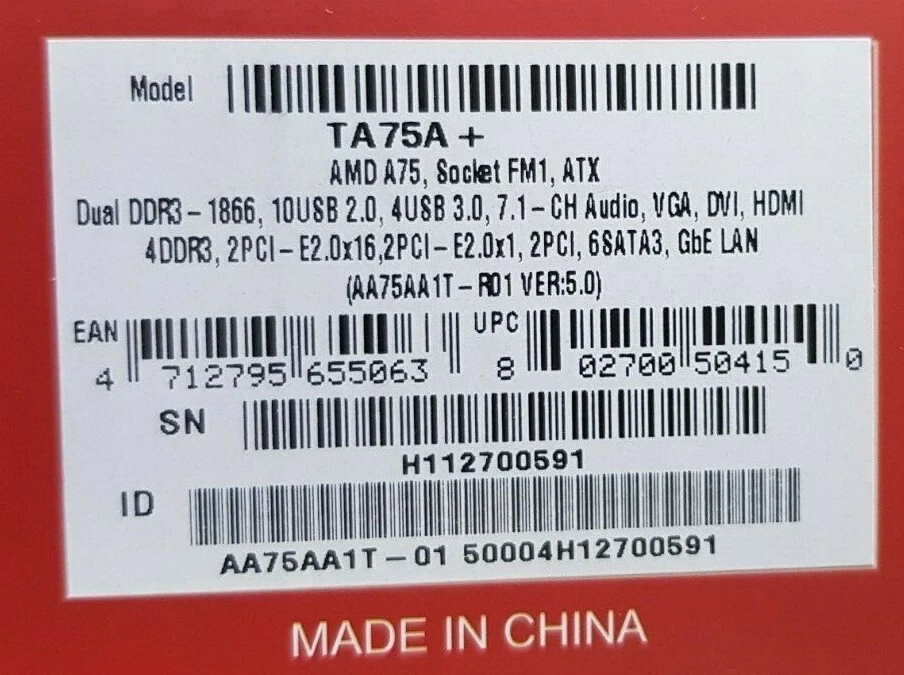 Model
TA75A +
AMD A75, Socket FM1, ATX
Dual DDR3-1866, 10USB 2.0, 4USB 3.0, 7.1-CH Audio, VGA, DVI, HDMI
4DDR3, 2PCI-E2.0x16,2PCI-E2.0x1, 2PCI, 6SATA3, GbE LAN
(AA75AA1T-R01 VER:5.0)
EAN
4 712795 655063
UPC
8 02700 50415 0
SN
H112700591
ID
AA75AA1T-01 50004H12700591
MADE IN CHINA